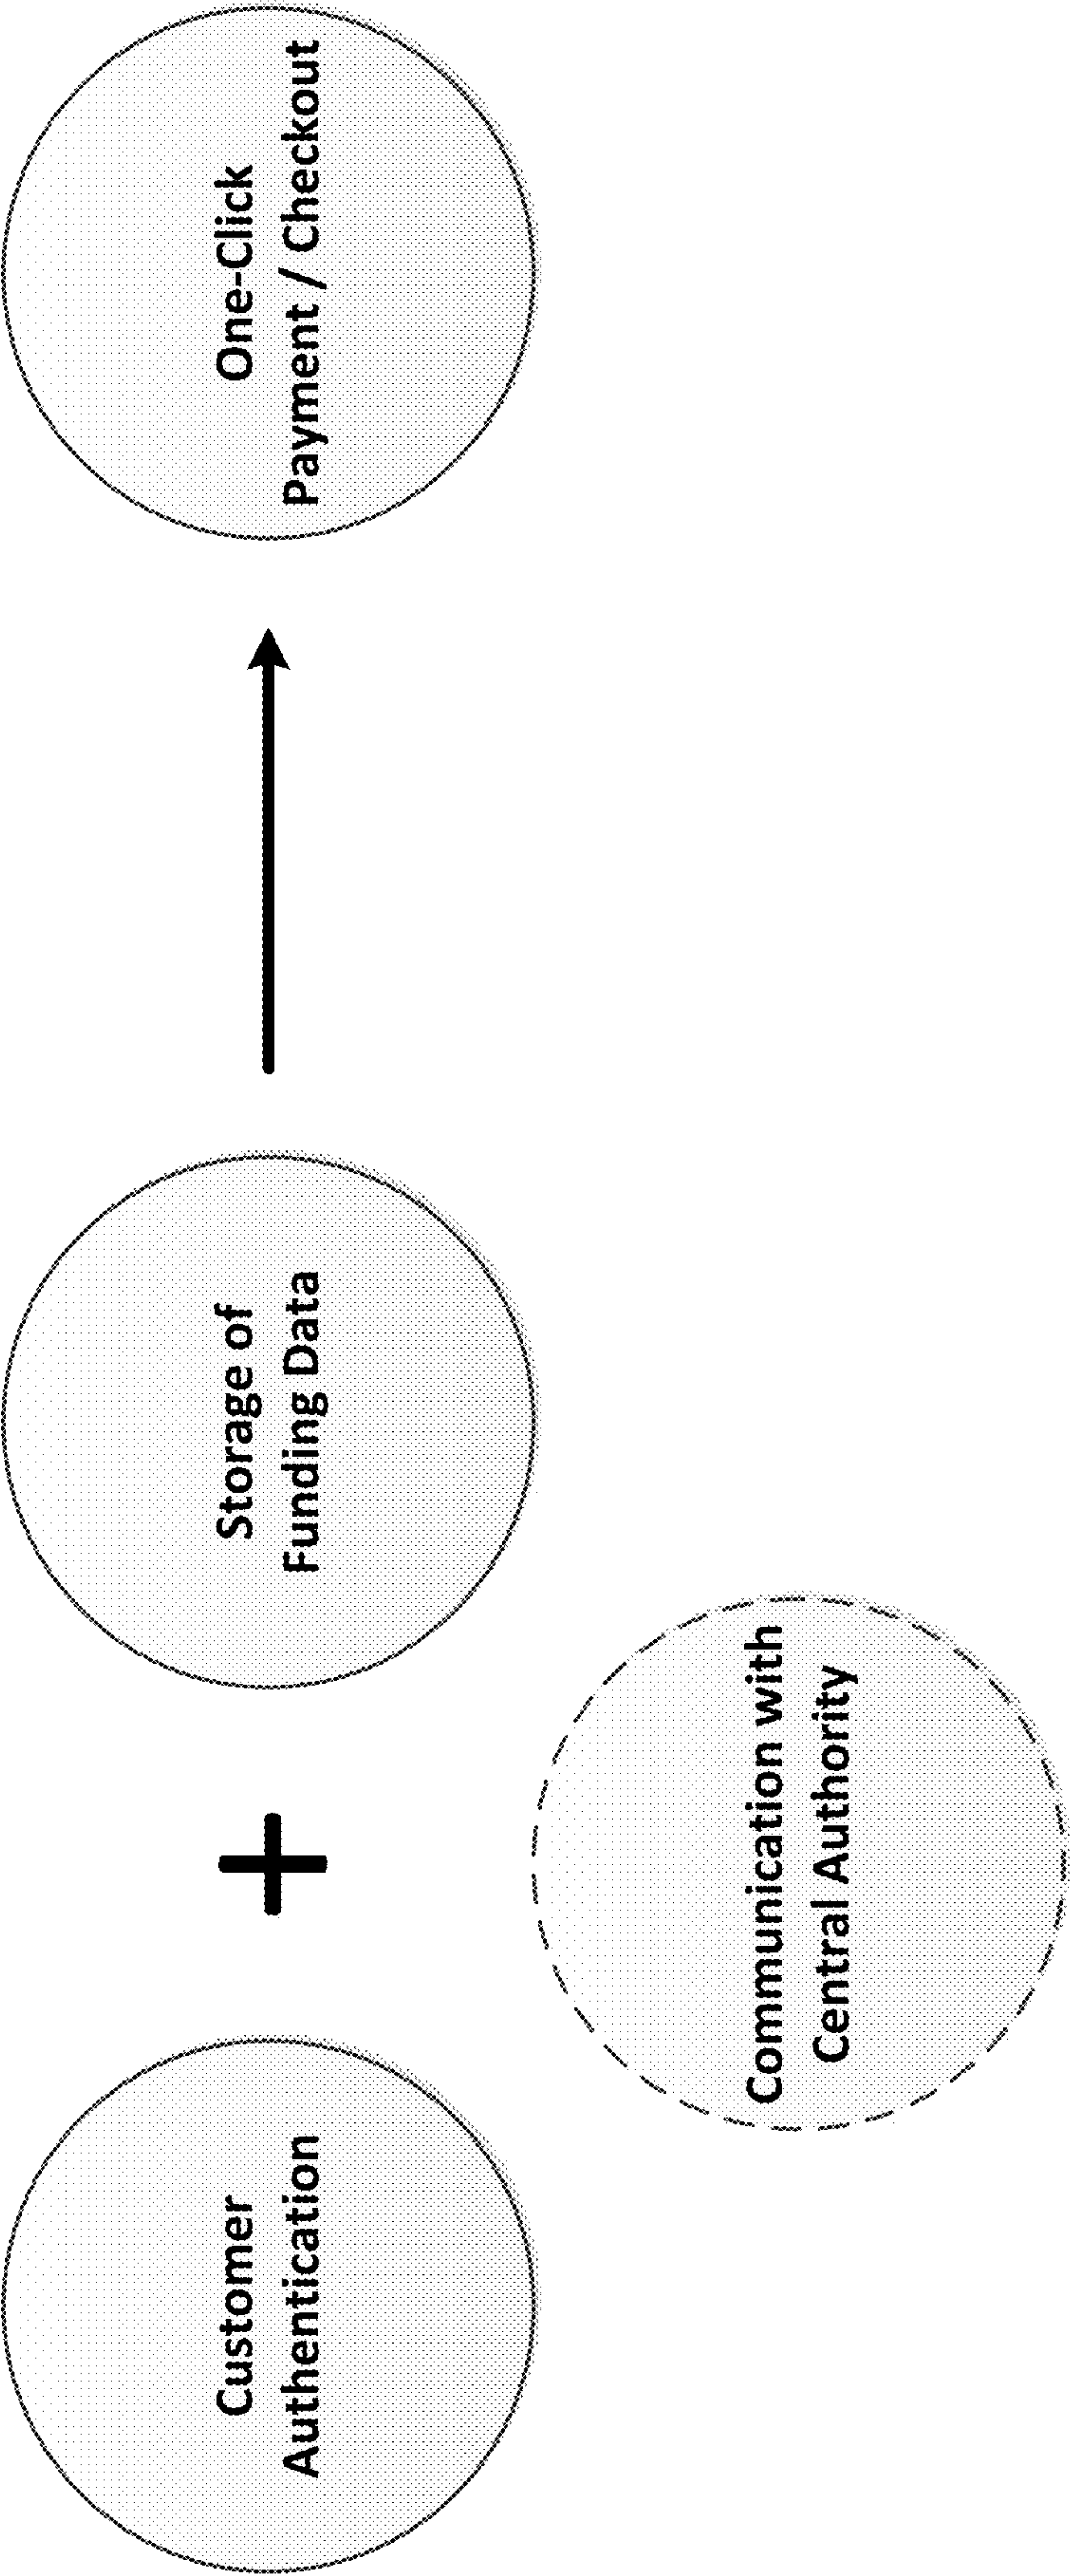 Customer
Authentication
+
Storage of
Funding Data
Communication with
Central Authority
One-Click
Payment / Checkout